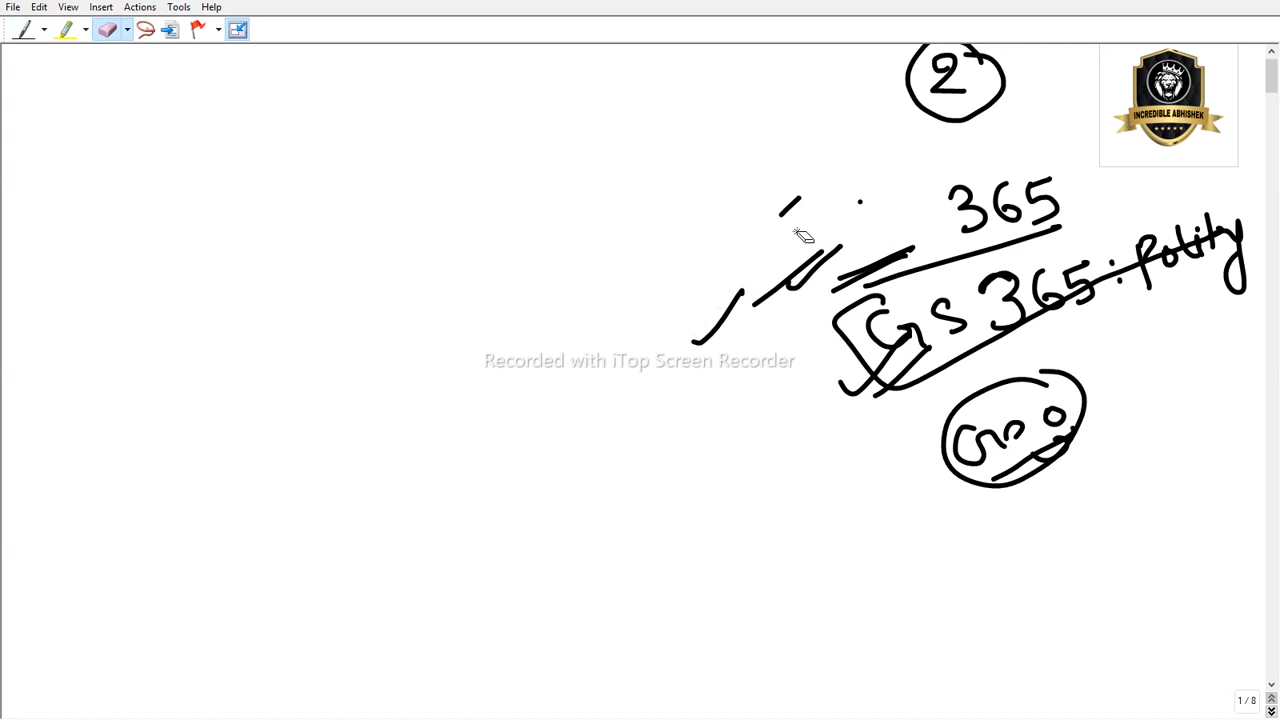 File Edit View Insert Actions Tools Help
2
INCREDIBLE ABHISHEK
365
GS 365 : Polity
Recorded with iTop Screen Recorder
1 / 8